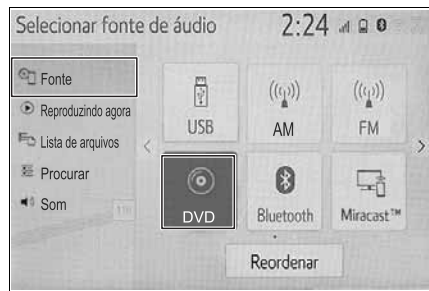 Selecionar fonte de áudio 2:24
Fonte
Reproduzindo agora
Lista de arquivos
Procurar
Som
USB
AM
FM
DVD
Bluetooth
Miracast™
Reordenar